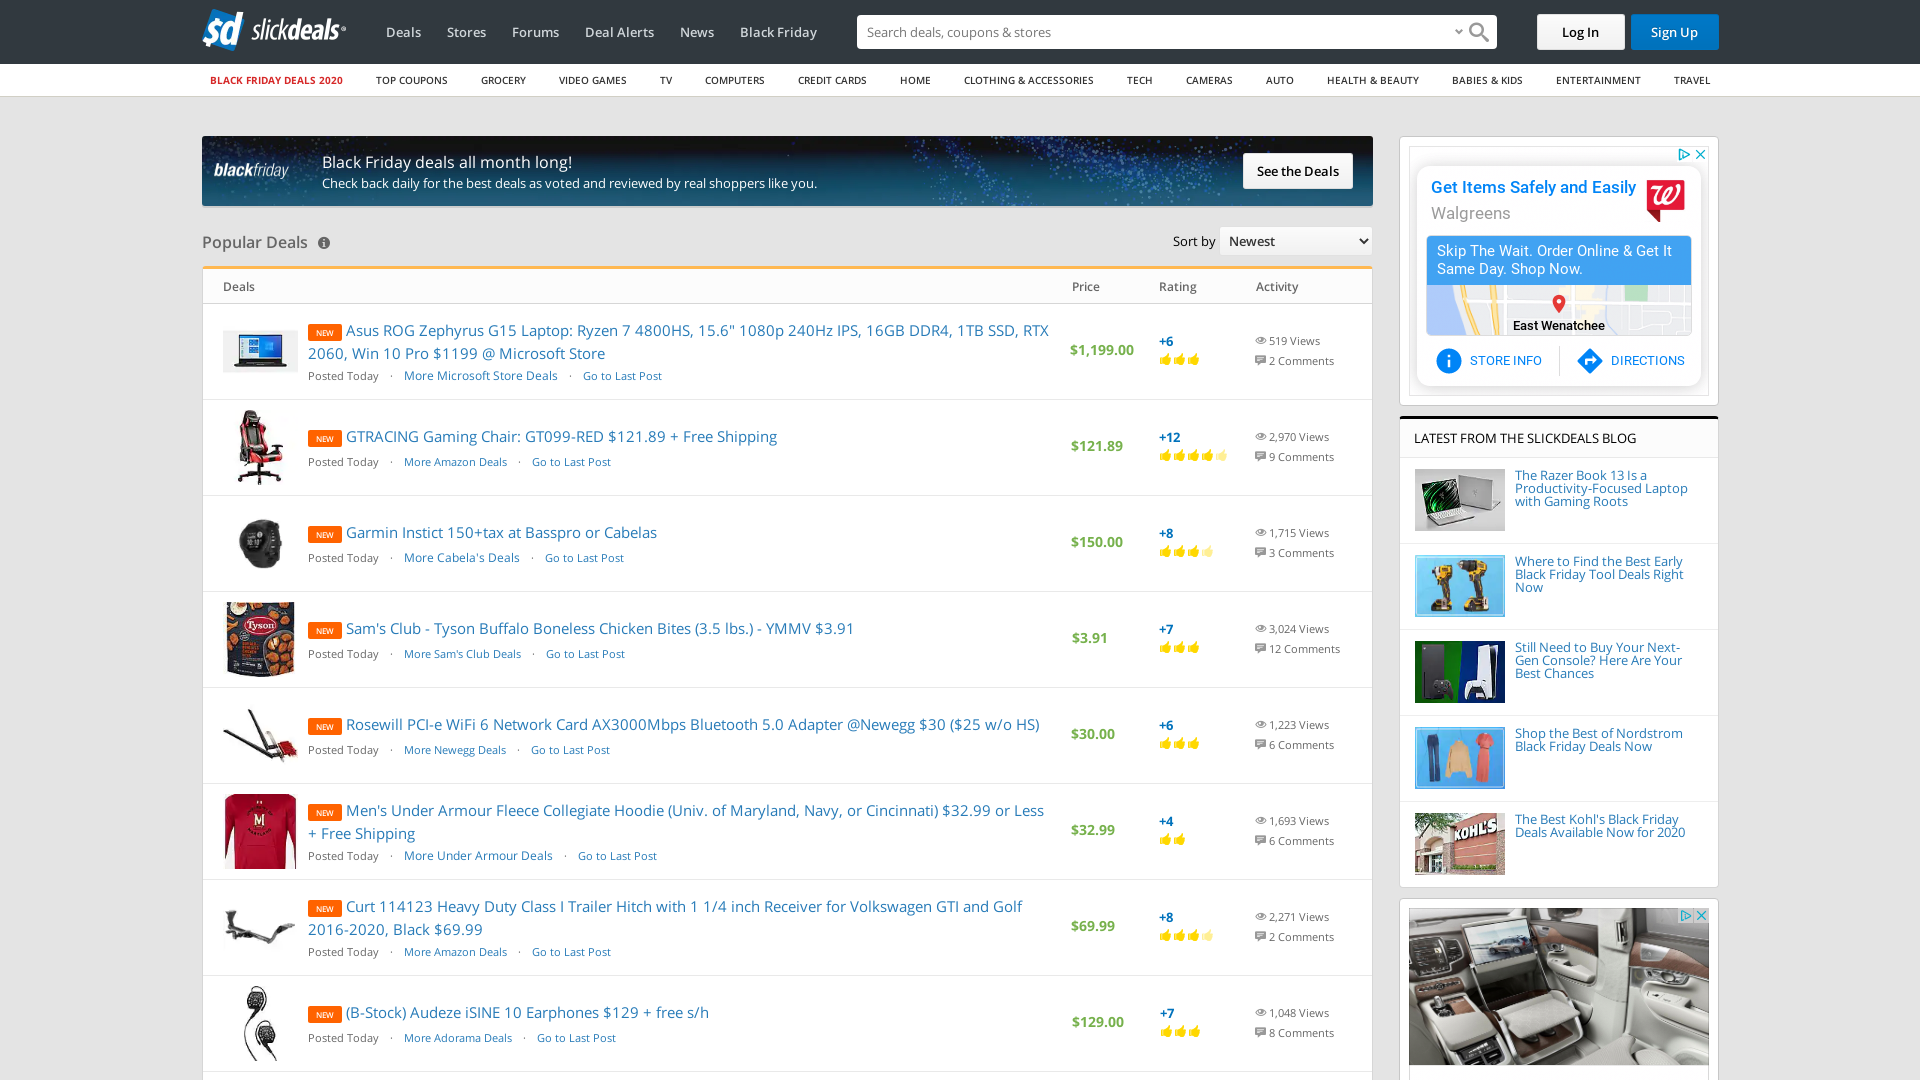 $d slickdeals®
Deals
Stores
Forums
Deal Alerts
News
Black Friday
Search deals, coupons & stores
Log In
Sign Up
BLACK FRIDAY DEALS 2020
TOP COUPONS
GROCERY
VIDEO GAMES
TV
COMPUTERS
CREDIT CARDS
HOME
CLOTHING & ACCESSORIES
TECH
CAMERAS
AUTO
HEALTH & BEAUTY
BABIES & KIDS
ENTERTAINMENT
TRAVEL
blackfriday
Black Friday deals all month long!
Check back daily for the best deals as voted and reviewed by real shoppers like you.
See the Deals
Popular Deals
Sort by Newest
Deals Price Rating Activity
NEW Asus ROG Zephyrus G15 Laptop: Ryzen 7 4800HS, 15.6" 1080p 240Hz IPS, 16GB DDR4, 1TB SSD, RTX
2060, Win 10 Pro $1199 @ Microsoft Store
Posted Today · More Microsoft Store Deals · Go to Last Post
$1,199.00
+6
519 Views
2 Comments
NEW GTRACING Gaming Chair: GT099-RED $121.89 + Free Shipping
Posted Today · More Amazon Deals · Go to Last Post
$121.89
+12
2,970 Views
9 Comments
NEW Garmin Instict 150+tax at Basspro or Cabelas
Posted Today · More Cabela's Deals · Go to Last Post
$150.00
+8
1,715 Views
3 Comments
Tyson
NEW Sam's Club - Tyson Buffalo Boneless Chicken Bites (3.5 lbs.) - YMMV $3.91
Posted Today · More Sam's Club Deals · Go to Last Post
$3.91
+7
3,024 Views
12 Comments
NEW Rosewill PCI-e WiFi 6 Network Card AX3000Mbps Bluetooth 5.0 Adapter @Newegg $30 ($25 w/o HS)
Posted Today · More Newegg Deals · Go to Last Post
$30.00
+6
1,223 Views
6 Comments
M
NEW Men's Under Armour Fleece Collegiate Hoodie (Univ. of Maryland, Navy, or Cincinnati) $32.99 or Less
+ Free Shipping
Posted Today · More Under Armour Deals · Go to Last Post
$32.99
+4
1,693 Views
6 Comments
NEW Curt 114123 Heavy Duty Class I Trailer Hitch with 1 1/4 inch Receiver for Volkswagen GTI and Golf
2016-2020, Black $69.99
Posted Today · More Amazon Deals · Go to Last Post
$69.99
+8
2,271 Views
2 Comments
NEW (B-Stock) Audeze iSINE 10 Earphones $129 + free s/h
Posted Today · More Adorama Deals · Go to Last Post
$129.00
+7
1,048 Views
8 Comments
Get Items Safely and Easily
Walgreens
W
Skip The Wait. Order Online & Get It
Same Day. Shop Now.
East Wenatchee
STORE INFO
DIRECTIONS
LATEST FROM THE SLICKDEALS BLOG
The Razer Book 13 Is a
Productivity-Focused Laptop
with Gaming Roots
Where to Find the Best Early
Black Friday Tool Deals Right
Now
Still Need to Buy Your Next-
Gen Console? Here Are Your
Best Chances
Shop the Best of Nordstrom
Black Friday Deals Now
KOHL'S
The Best Kohl's Black Friday
Deals Available Now for 2020